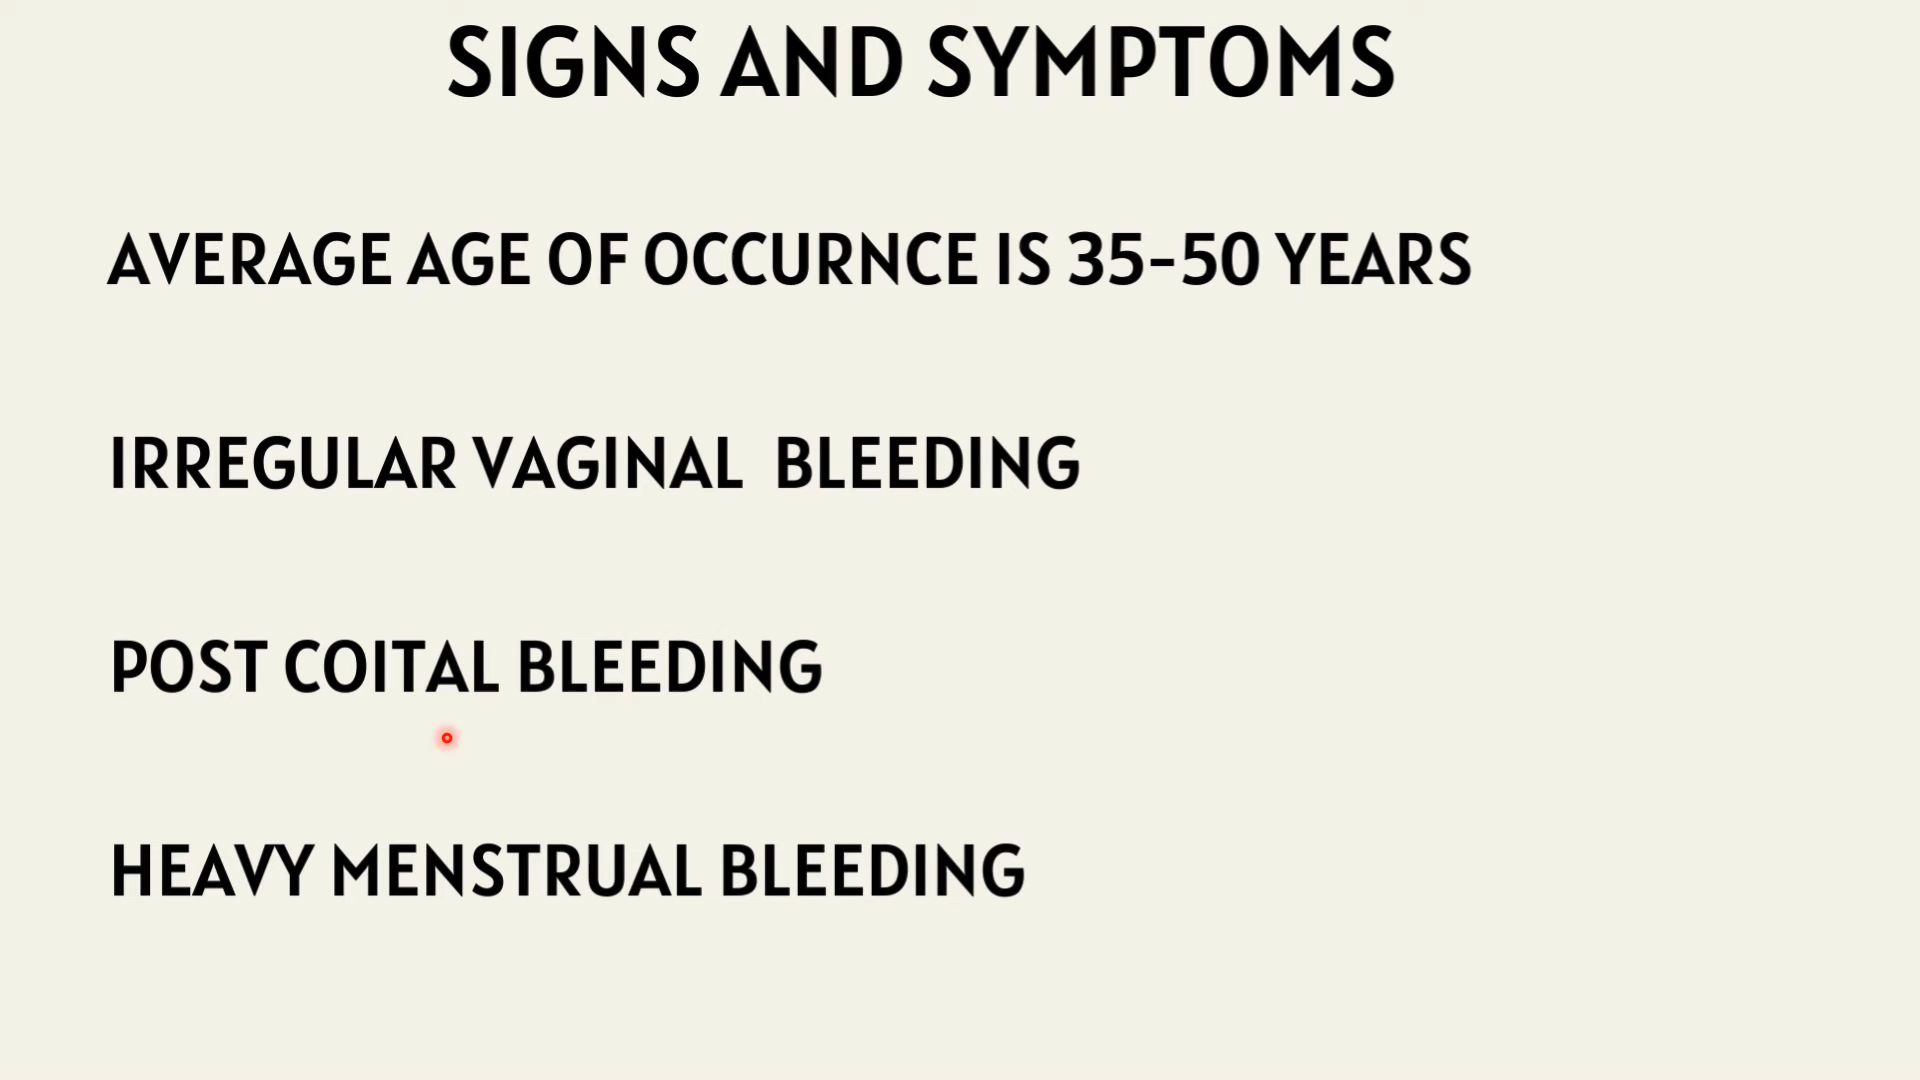 SIGNS AND SYMPTOMS
AVERAGE AGE OF OCCURNCE IS 35-50 YEARS
IRREGULAR VAGINAL BLEEDING
POST COITAL BLEEDING
HEAVY MENSTRUAL BLEEDING